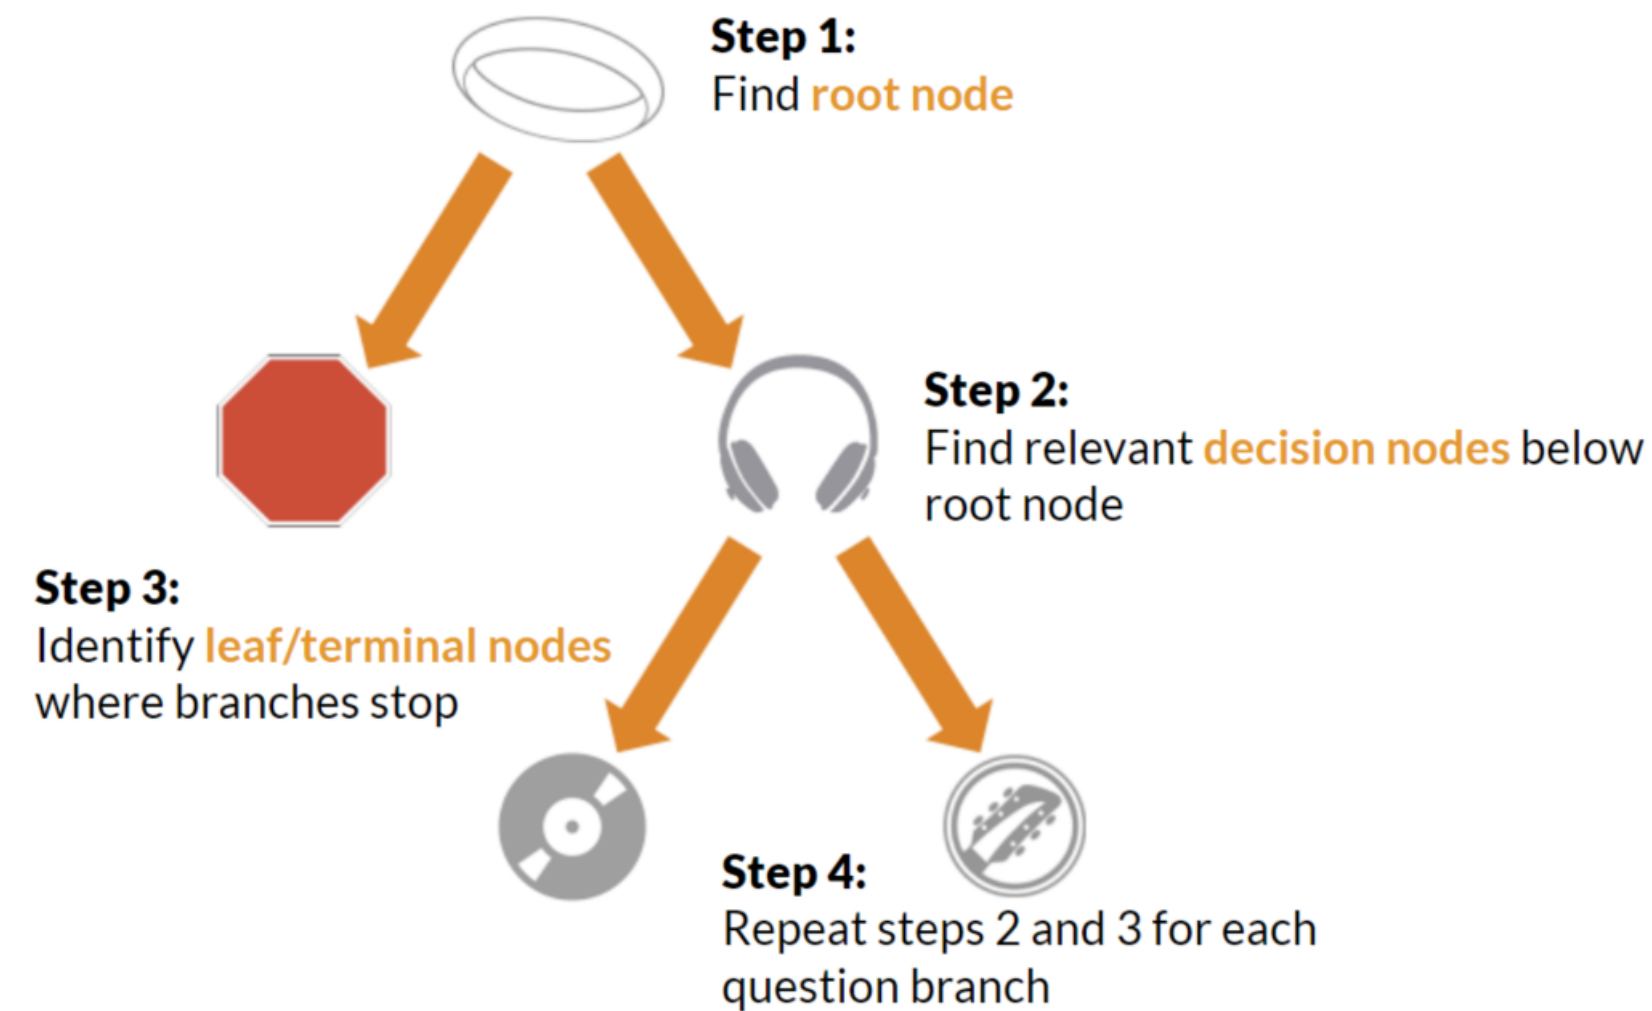 Step 1:
Find root node
Step 2:
Find relevant decision nodes below
root node
Step 3:
Identify leaf/terminal nodes
where branches stop
Step 4:
Repeat steps 2 and 3 for each
question branch